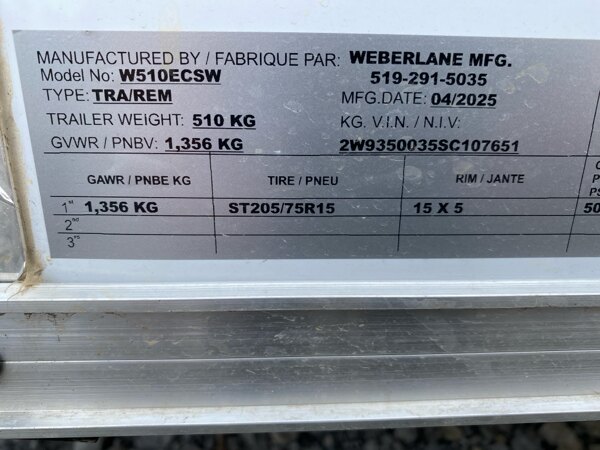 MANUFACTURED BY / FABRIQUE PAR: WEBERLANE MFG.
Model No: W510ECSW 519-291-5035
TYPE: TRA/REM MFG.DATE: 04/2025
TRAILER WEIGHT: 510 KG KG. V.I.N. / N.I.V:
GVWR / PNBV: 1,356 KG 2W9350035SC107651
GAWR / PNBE KG TIRE / PNEU RIM / JANTE
1st 1,356 KG ST205/75R15 15 X 5 50
2nd
3